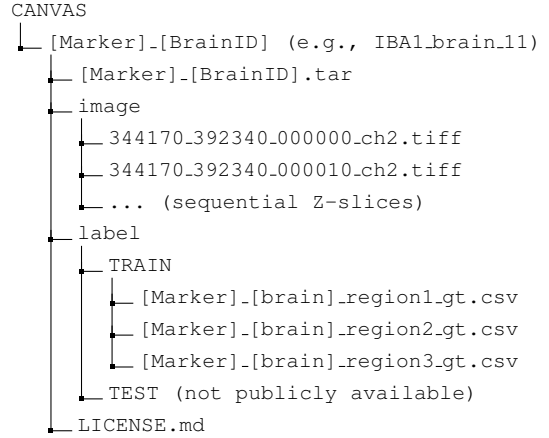 CANVAS
[Marker]_[BrainID] (e.g., IBA1_brain_11)
[Marker]_[BrainID].tar
image
344170_392340_000000_ch2.tiff
344170_392340_000010_ch2.tiff
... (sequential Z-slices)
label
TRAIN
[Marker]_[brain]_region1_gt.csv
[Marker]_[brain]_region2_gt.csv
[Marker]_[brain]_region3_gt.csv
TEST (not publicly available)
LICENSE.md